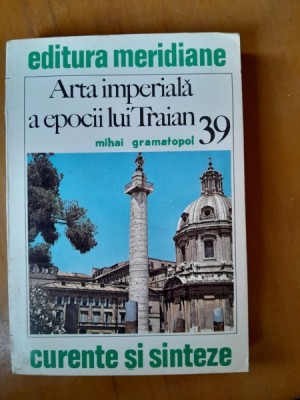 editura meridiane
Arta imperială
a epocii lui Traian 39
mihai gramatopol
curente și sinteze